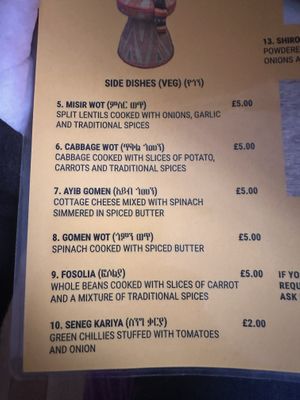 SIDE DISHES (VEG) (የጎን)
5. MISIR WOT (ምስር ወጥ) £5.00
SPLIT LENTILS COOKED WITH ONIONS, GARLIC
AND TRADITIONAL SPICES
6. CABBAGE WOT £5.00
CABBAGE COOKED WITH SLICES OF POTATO,
CARROTS AND TRADITIONAL SPICES
7. AYIB GOMEN (አይብ ጎመን) £5.00
COTTAGE CHEESE MIXED WITH SPINACH
SIMMERED IN SPICED BUTTER
8. GOMEN WOT (ጎመን ወጥ) £5.00
SPINACH COOKED WITH SPICED BUTTER
9. FOSOLIA (ፎሶሊያ) £5.00
WHOLE BEANS COOKED WITH SLICES OF CARROT
AND A MIXTURE OF TRADITIONAL SPICES
10. SENEG KARIYA (ስንግ ቃርያ) £2.00
GREEN CHILLIES STUFFED WITH TOMATOES
AND ONION
13. SHIRO
POWDERE
ONIONS A
IF YO
REQU
ASK